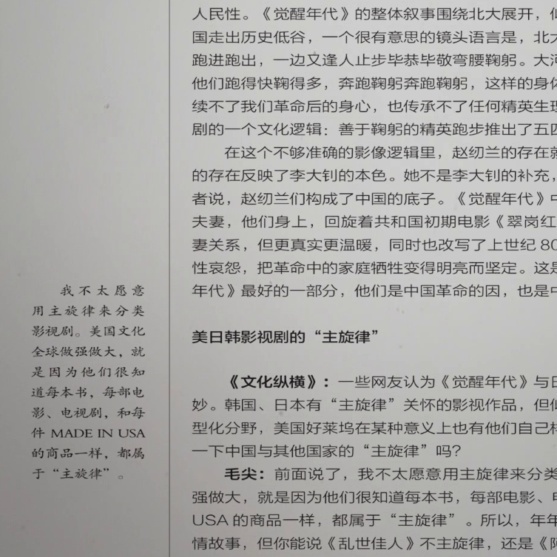 人民性。《觉醒年代》的整体叙事围绕北大展开，
国走出历史低谷，一个很有意思的镜头语言是，北大
跑进跑出，一边又逢人止步毕恭毕敬弯腰鞠躬。大
他们跑得快鞠得多，奔跑鞠躬奔跑鞠躬，这样的身体
续不了我们革命后的身心，也传承不了任何精英生理
剧的一个文化逻辑：善于鞠躬的精英跑步推出了五四
在这个不够准确的影像逻辑里，赵纫兰的存在就
的存在反映了李大钊的本色。她不是李大钊的补充，
者说，赵纫兰们构成了中国的底子。《觉醒年代》中
夫妻，他们身上，回旋着共和国初期电影《翠岗红
妻关系，但更真实更温暖，同时也改写了上世纪80
性哀怨，把革命中的家庭牺牲变得明亮而坚定。这是
年代》最好的一部分，他们是中国革命的因，也是中
美日韩影视剧的“主旋律”
《文化纵横》：一些网友认为《觉醒年代》与日
妙。韩国、日本有“主旋律”关怀的影视作品，但
型化分野，美国好莱坞在某种意义上也有他们自己
一下中国与其他国家的“主旋律”吗？
毛尖：前面说了，我不太愿意用主旋律来分类
强做大，就是因为他们很知道每本书，每部电影、电
USA 的商品一样，都属于“主旋律”。所以，年年
情故事，但你能说《乱世佳人》不主旋律，还是《
我不太愿意
用主旋律来分类
影视剧。美国文化
全球做强做大，就
是因为他们很知
道每本书，每部电
影、电视剧，和每
件 MADE IN USA
的商品一样，都属
于“主旋律”。